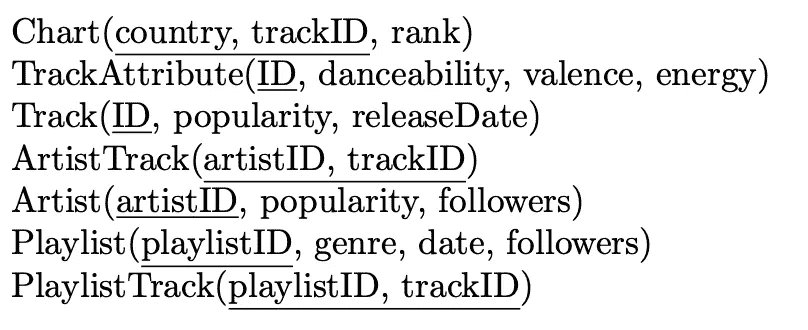 Chart(country, trackID, rank)
TrackAttribute(ID, danceability, valence, energy)
Track(ID, popularity, releaseDate)
ArtistTrack(artistID, trackID)
Artist(artistID, popularity, followers)
Playlist(playlistID, genre, date, followers)
PlaylistTrack(playlistID, trackID)